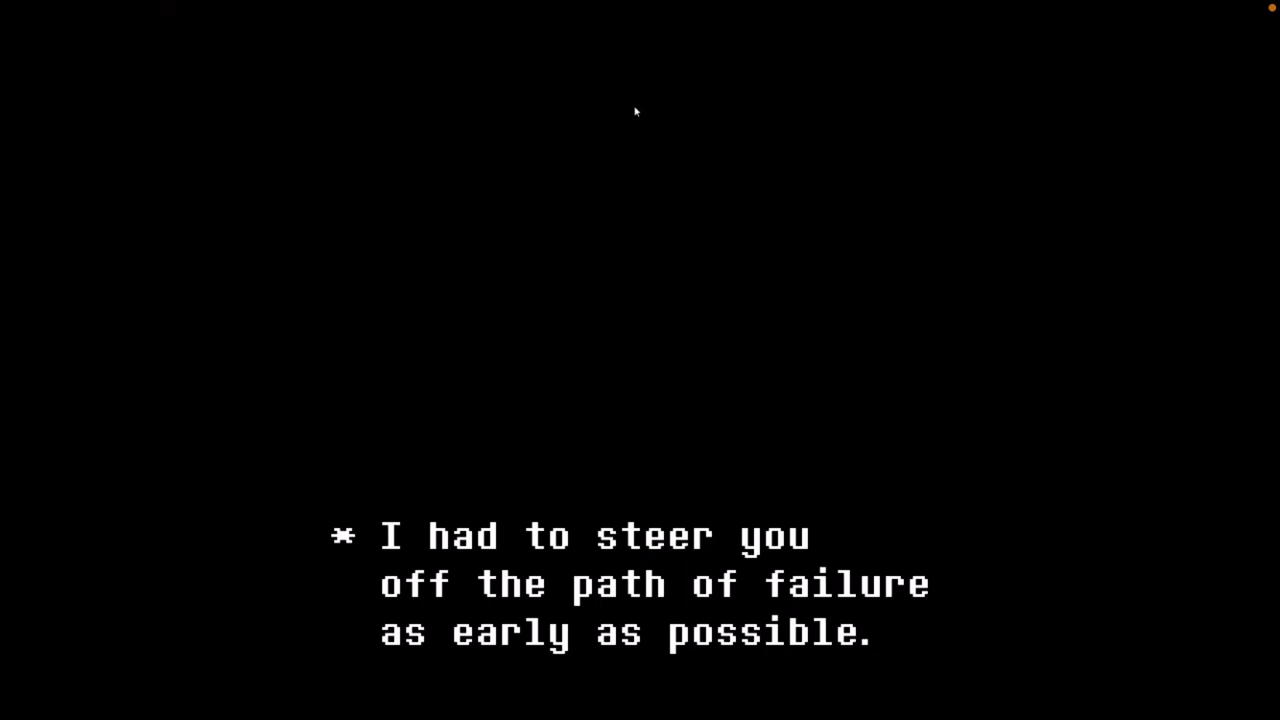 * I had to steer you
off the path of failure
as early as possible.